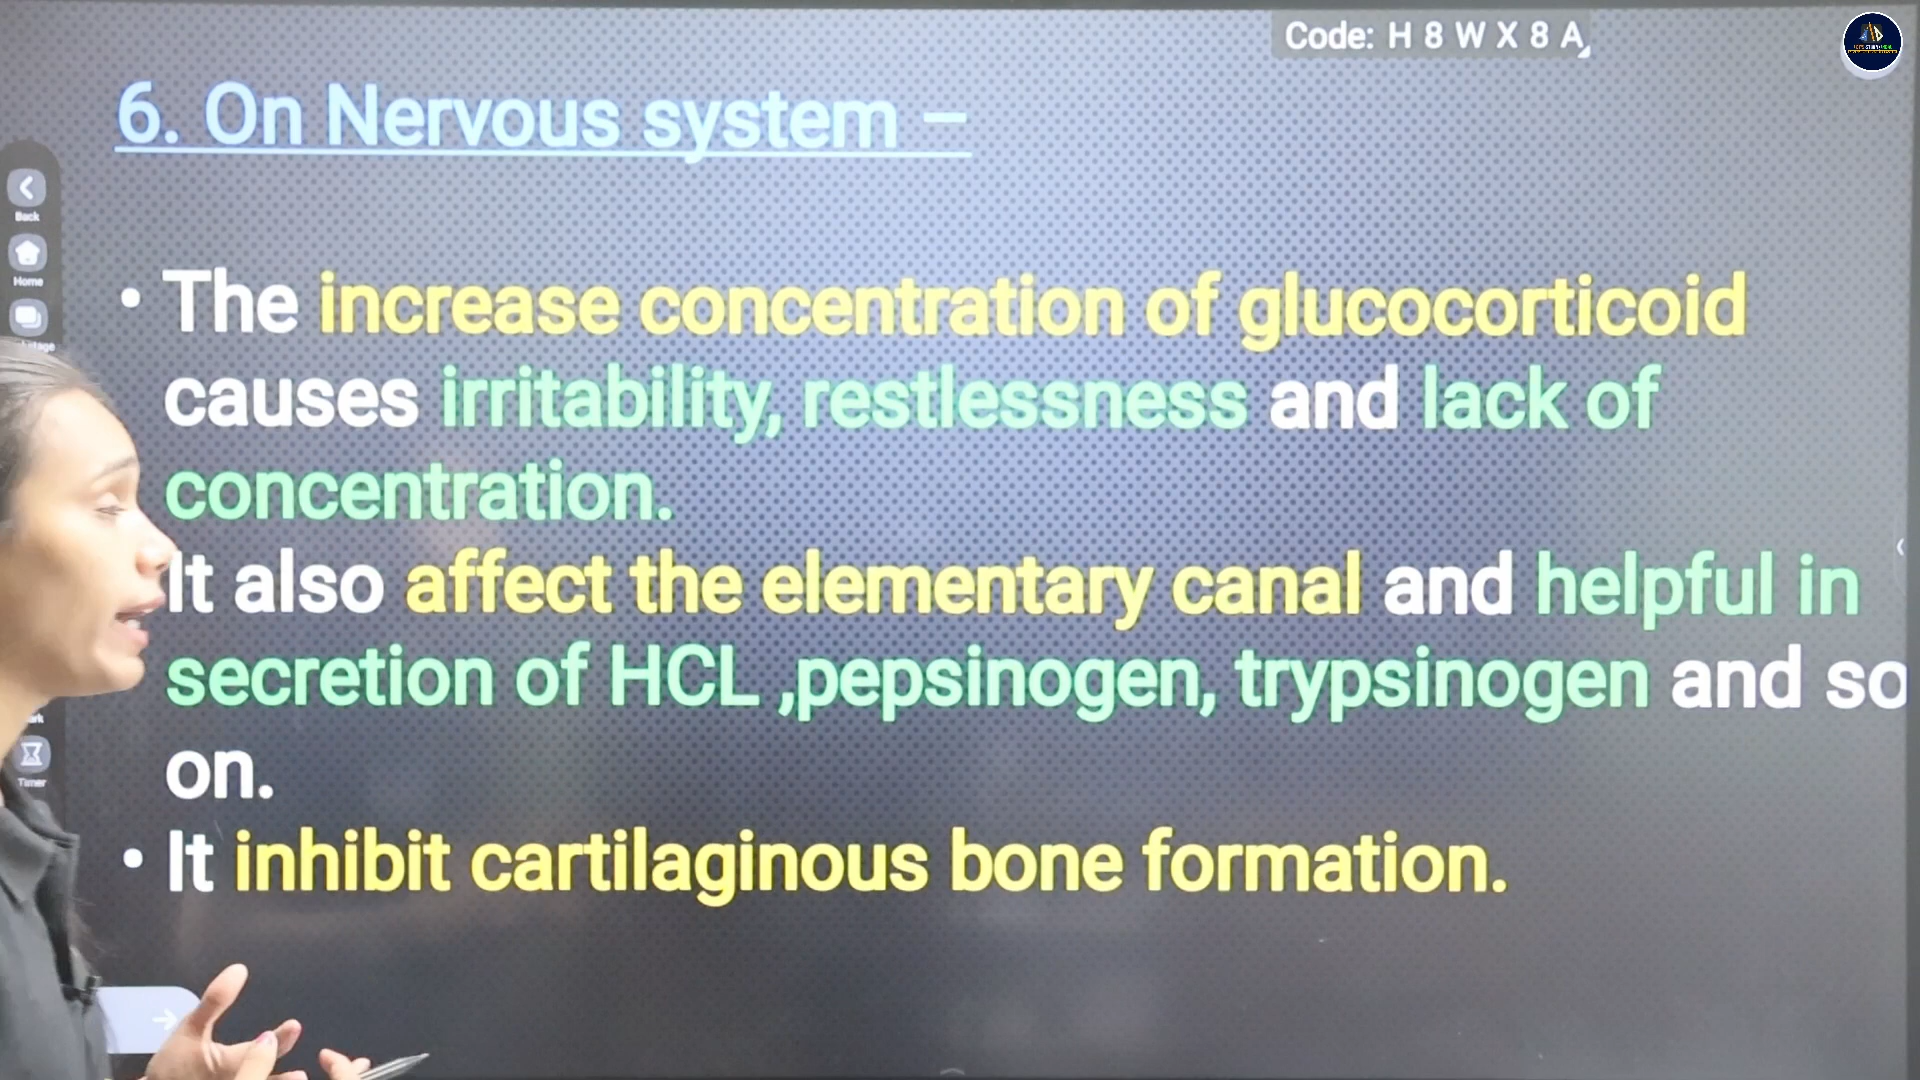 Code: H 8 W X 8 A
6. On Nervous system –
Back
Home
• The increase concentration of glucocorticoid
causes irritability, restlessness and lack of
concentration.
It also affect the elementary canal and helpful in
secretion of HCL ,pepsinogen, trypsinogen and so
on.
Timer
• It inhibit cartilaginous bone formation.